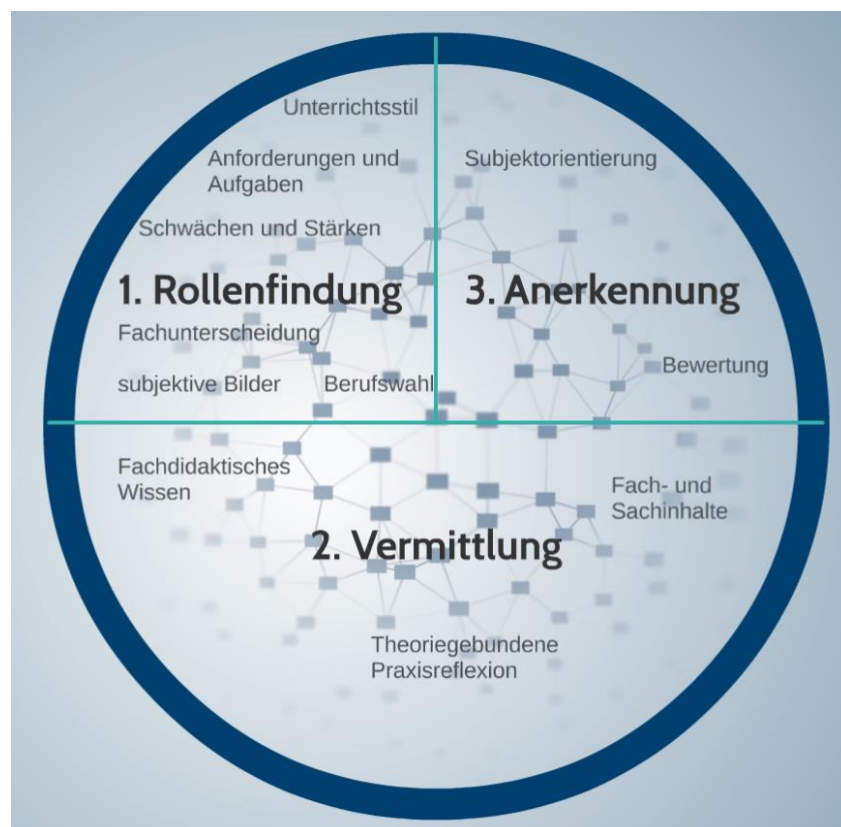 Unterrichtsstil
Anforderungen und
Aufgaben
Schwächen und Stärken
1. Rollenfindung
Fachunterscheidung
subjektive Bilder
Berufswahl
Subjektorientierung
3. Anerkennung
Bewertung
Fachdidaktisches
Wissen
Fach- und
Sachinhalte
2. Vermittlung
Theoriegebundene
Praxisreflexion